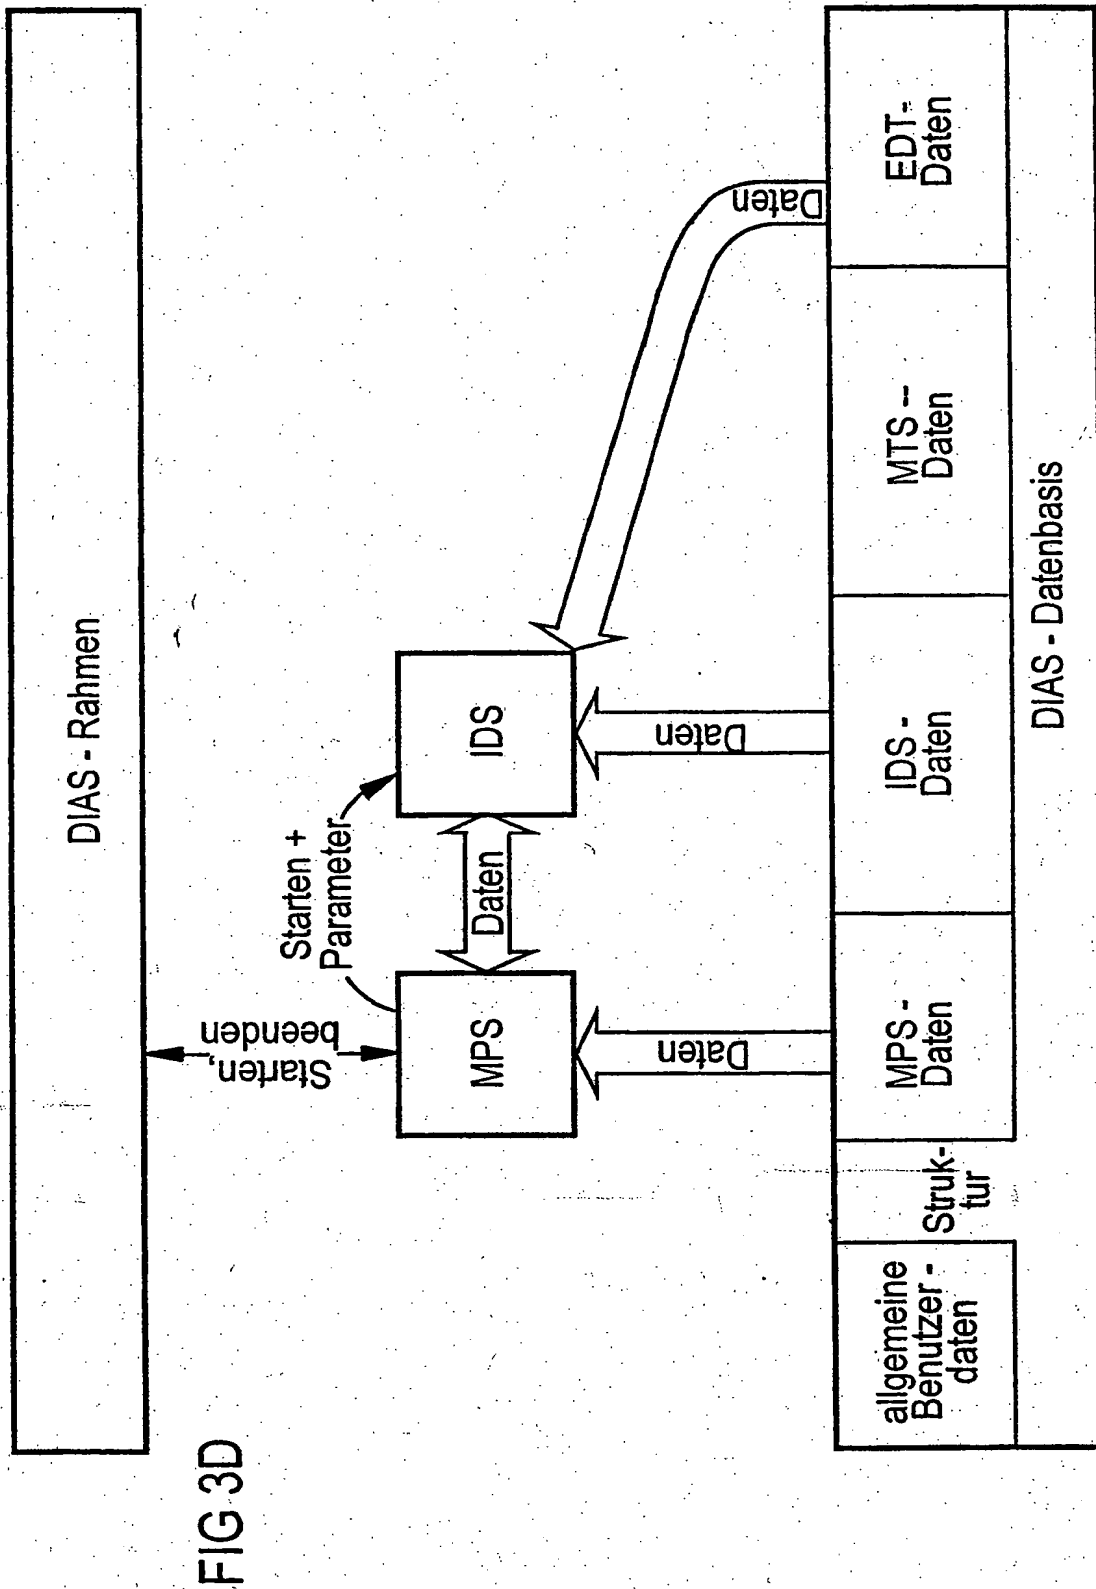 DIAS - Rahmen
Starten,
beenden
Starten +
Parameter
MPS
Daten
IDS
Daten
Daten
Daten
allgemeine
Benutzer -
daten
Struk-
tur
MPS -
Daten
IDS -
Daten
MTS --
Daten
EDT-
Daten
DIAS - Datenbasis
FIG 3D